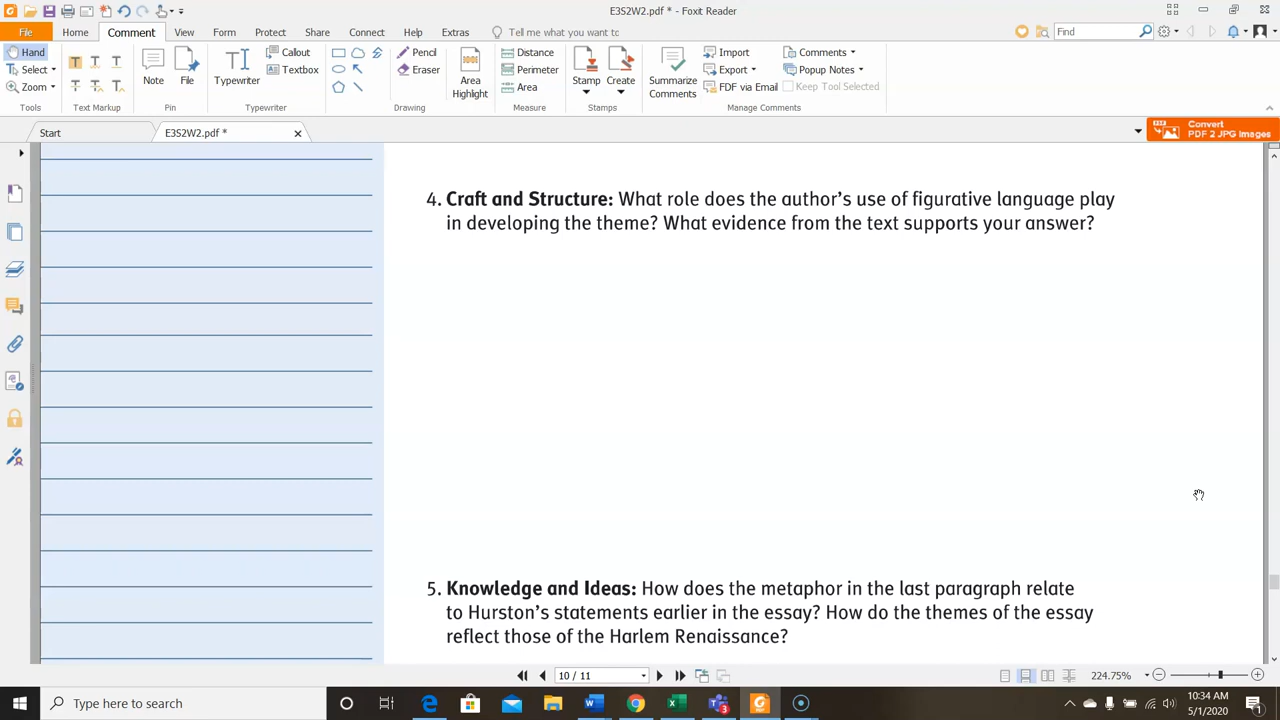 E3S2W2.pdf * - Foxit Reader
File Home Comment View Form Protect Share Connect Help Extras Tell me what you want to Find
Hand
Select
Zoom
Tools
Text Markup
Note
File
Pin
Typewriter
Callout
Textbox
Typewriter
Pencil
Eraser
Drawing
Area
Highlight
Distance
Perimeter
Area
Measure
Stamp
Create
Stamps
Summarize
Comments
Import
Export
FDF via Email
Comments
Popup Notes
Keep Tool Selected
Manage Comments
Start
E3S2W2.pdf *
Convert
PDF 2 JPG Images
4. Craft and Structure: What role does the author's use of figurative language play
in developing the theme? What evidence from the text supports your answer?
5. Knowledge and Ideas: How does the metaphor in the last paragraph relate
to Hurston's statements earlier in the essay? How do the themes of the essay
reflect those of the Harlem Renaissance?
10 / 11
224.75%
Type here to search
3
10:34 AM
5/1/2020
1